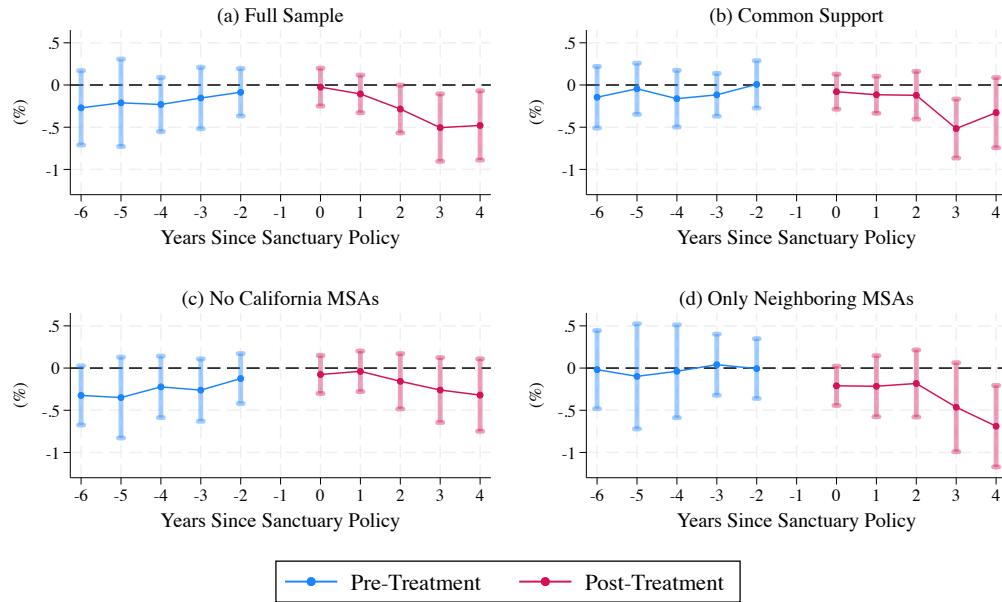 (a) Full Sample
(b) Common Support
.5
0
-.5
-1
(%)
-6 -5 -4 -3 -2 -1 0 1 2 3 4
Years Since Sanctuary Policy
.5
0
-.5
-1
(%)
-6 -5 -4 -3 -2 -1 0 1 2 3 4
Years Since Sanctuary Policy
(c) No California MSAs
(d) Only Neighboring MSAs
.5
0
-.5
-1
(%)
-6 -5 -4 -3 -2 -1 0 1 2 3 4
Years Since Sanctuary Policy
.5
0
-.5
-1
(%)
-6 -5 -4 -3 -2 -1 0 1 2 3 4
Years Since Sanctuary Policy
Pre-Treatment Post-Treatment